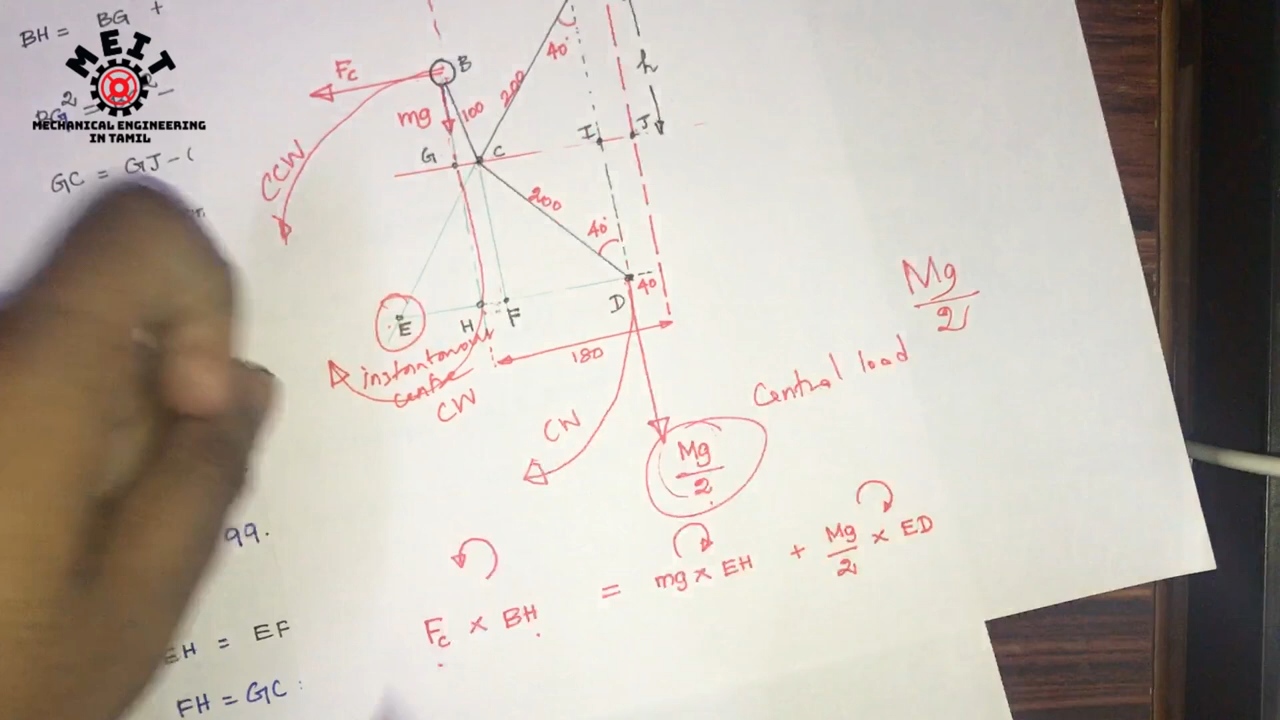 BH = BG +
MEIT
MECHANICAL ENGINEERING
IN TAMIL
BG² =
GC = GJ - (
99.
EH = EF
FH = GC
Fc
B
mg
100
200
40°
h
CCW
G
C
I
J
200
40°
E
H
F
D
40
instantaneous
centre
180
CW
CW
Mg
2
Central load
Mg
2
Fc × BH = mg × EH + Mg/2 × ED